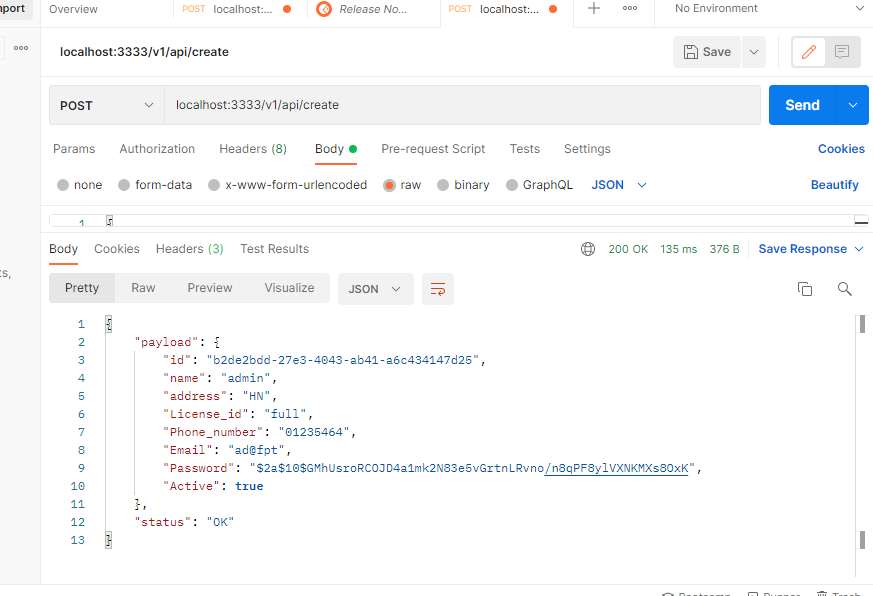 nport Overview POST localhost:... Release No... POST localhost:... No Environment
localhost:3333/v1/api/create Save
POST localhost:3333/v1/api/create Send
Params Authorization Headers (8) Body Pre-request Script Tests Settings Cookies
none form-data x-www-form-urlencoded raw binary GraphQL JSON Beautify
1 {
Body Cookies Headers (3) Test Results 200 OK 135 ms 376 B Save Response
ts,
Pretty Raw Preview Visualize JSON
1 {
2 "payload": {
3 "id": "b2de2bdd-27e3-4043-ab41-a6c434147d25",
4 "name": "admin",
5 "address": "HN",
6 "License_id": "full",
7 "Phone_number": "01235464",
8 "Email": "ad@fpt",
9 "Password": "$2a$10$GMhUsroRCOJD4a1mk2N83e5vGrtnLRvno/n8qPF8ylVXNKMXs8OxK",
10 "Active": true
11 },
12 "status": "OK"
13 }
Bootcamp Runner Trash